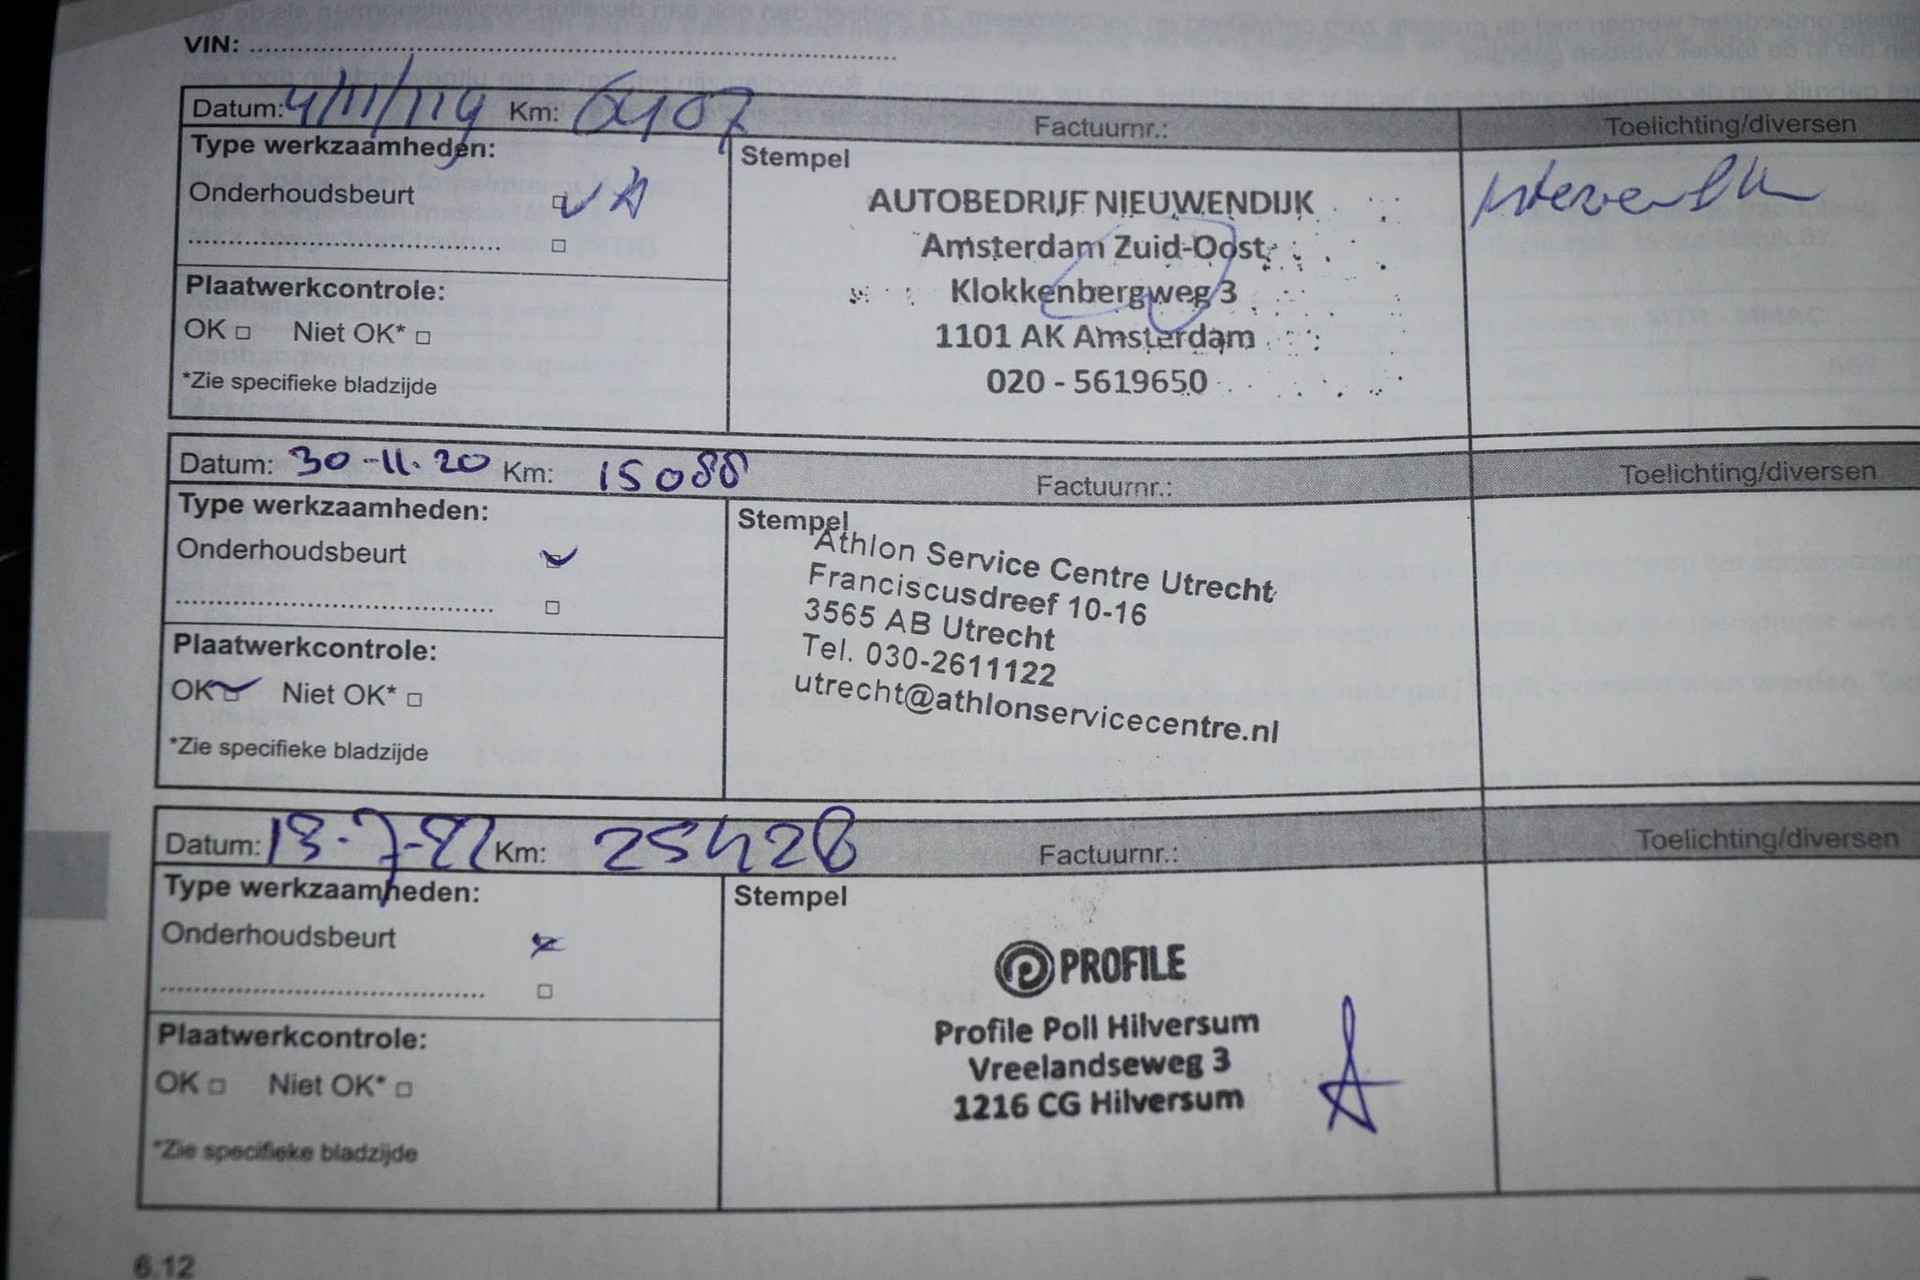 VIN: ........................................................................
Datum: 4/11/119 Km: 6407 Factuurnr.: Toelichting/diversen
Type werkzaamheden: Stempel
Onderhoudsbeurt
AUTOBEDRIJF NIEUWENDIJK
Amsterdam Zuid-Oost
Klokkenbergweg 3
1101 AK Amsterdam
020 - 5619650
Plaatwerkcontrole:
OK Niet OK*
*Zie specifieke bladzijde
Datum: 30-11-20 Km: 15088 Factuurnr.: Toelichting/diversen
Type werkzaamheden: Stempel
Onderhoudsbeurt
Athlon Service Centre Utrecht
Franciscusdreef 10-16
3565 AB Utrecht
Tel. 030-2611122
utrecht@athlonservicecentre.nl
Plaatwerkcontrole:
OK Niet OK*
*Zie specifieke bladzijde
Datum: 13-7-22 Km: 25428 Factuurnr.: Toelichting/diversen
Type werkzaamheden: Stempel
Onderhoudsbeurt
PROFILE
Profile Poll Hilversum
Vreelandseweg 3
1216 CG Hilversum
Plaatwerkcontrole:
OK Niet OK*
*Zie specifieke bladzijde
6.12